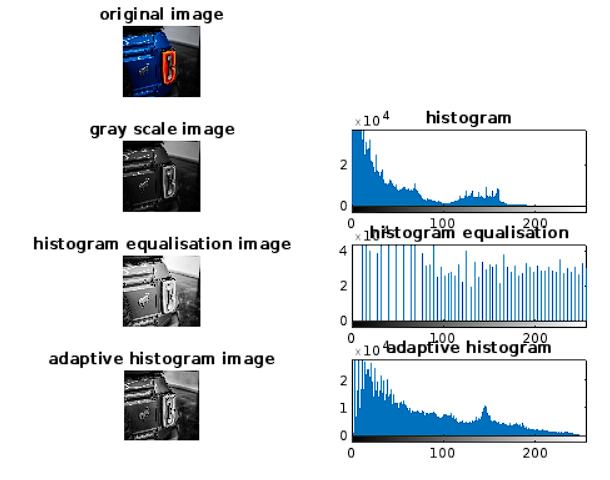 original image
gray scale image
histogram
×10 4
2
0
0 100 200
histogram equalisation image
histogram equalisation
4
2
0
0 100 200
adaptive histogram image
×10 4
adaptive histogram
2
1
0
0 100 200